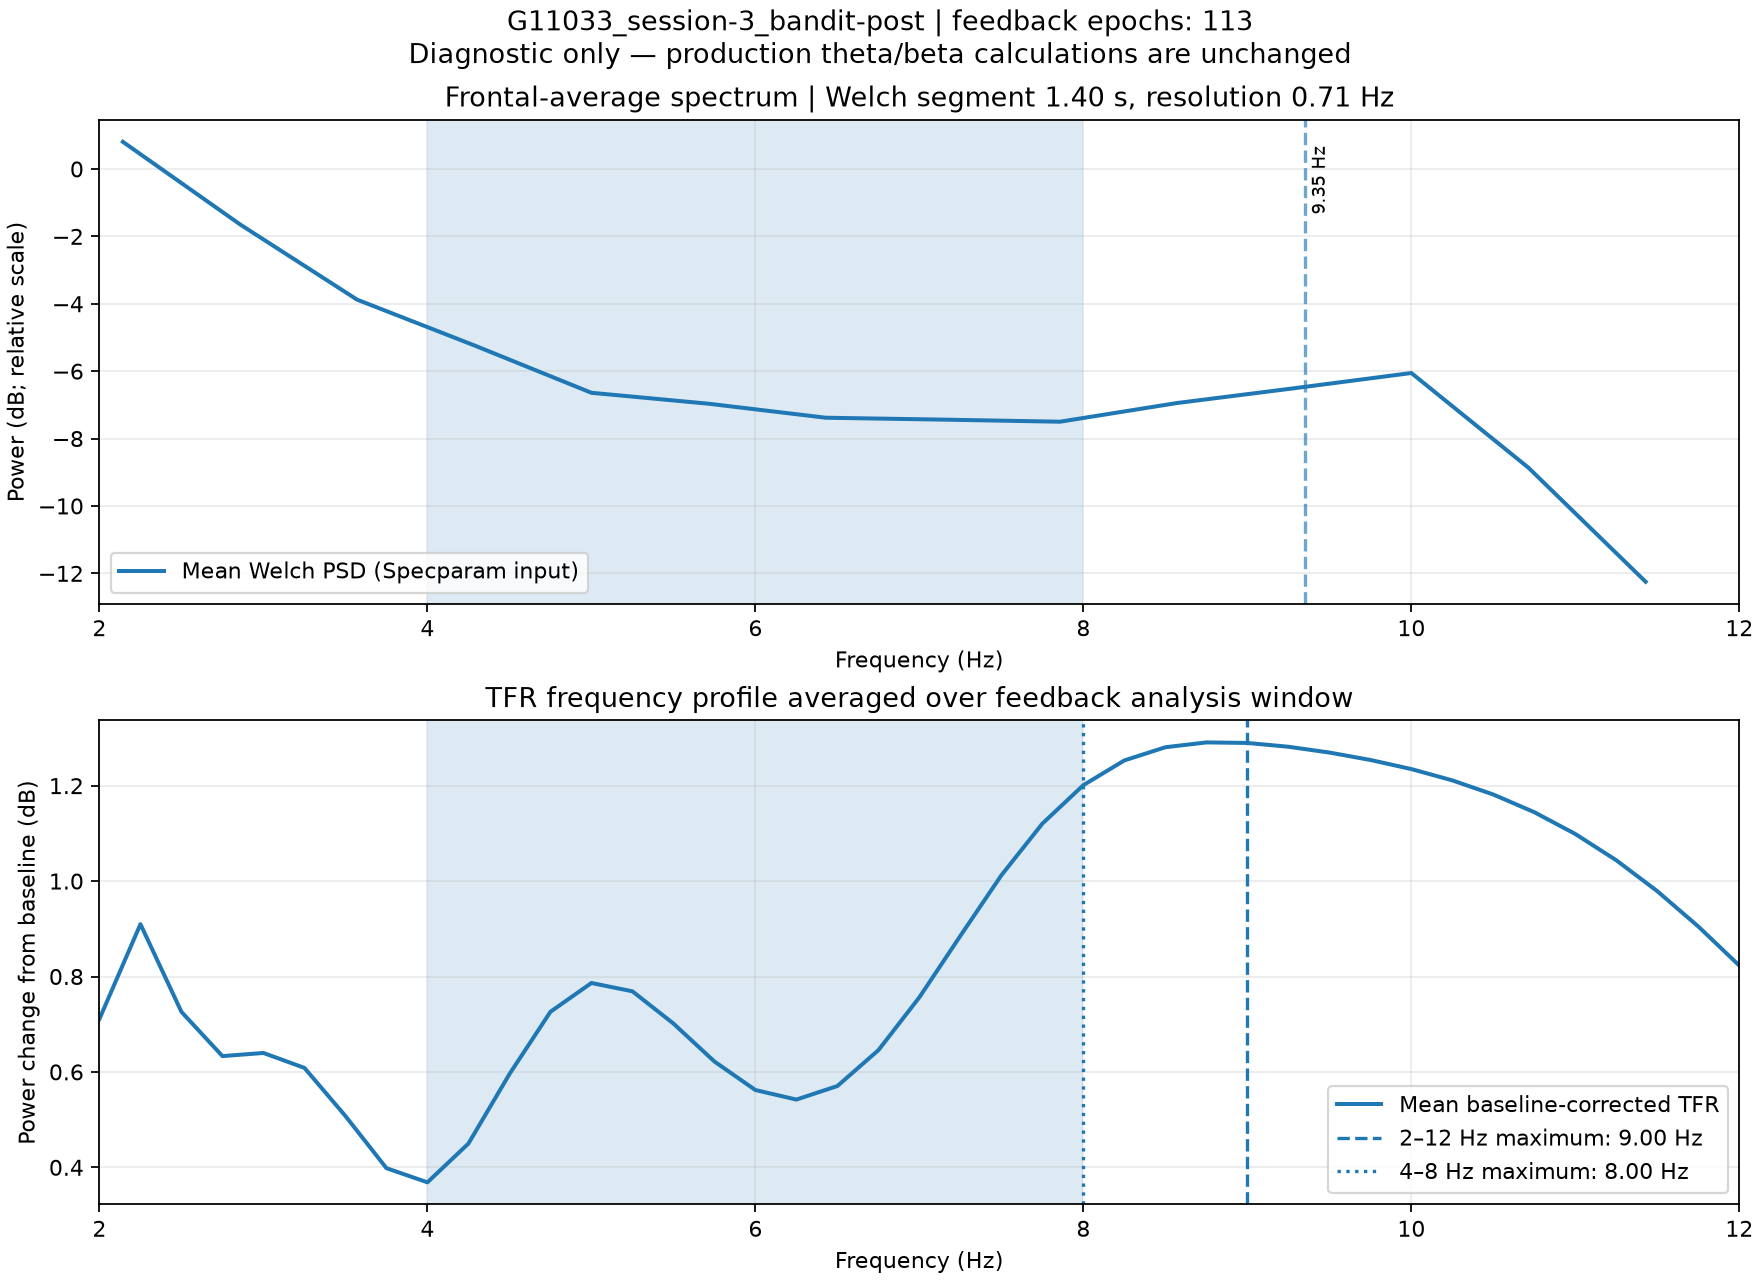 G11033_session-3_bandit-post | feedback epochs: 113
Diagnostic only — production theta/beta calculations are unchanged
Frontal-average spectrum | Welch segment 1.40 s, resolution 0.71 Hz
Power (dB; relative scale)
0
−2
−4
−6
−8
−10
−12
9.35 Hz
Mean Welch PSD (Specparam input)
2
4
6
8
10
12
Frequency (Hz)
TFR frequency profile averaged over feedback analysis window
Power change from baseline (dB)
1.2
1.0
0.8
0.6
0.4
Mean baseline-corrected TFR
2–12 Hz maximum: 9.00 Hz
4–8 Hz maximum: 8.00 Hz
2
4
6
8
10
12
Frequency (Hz)